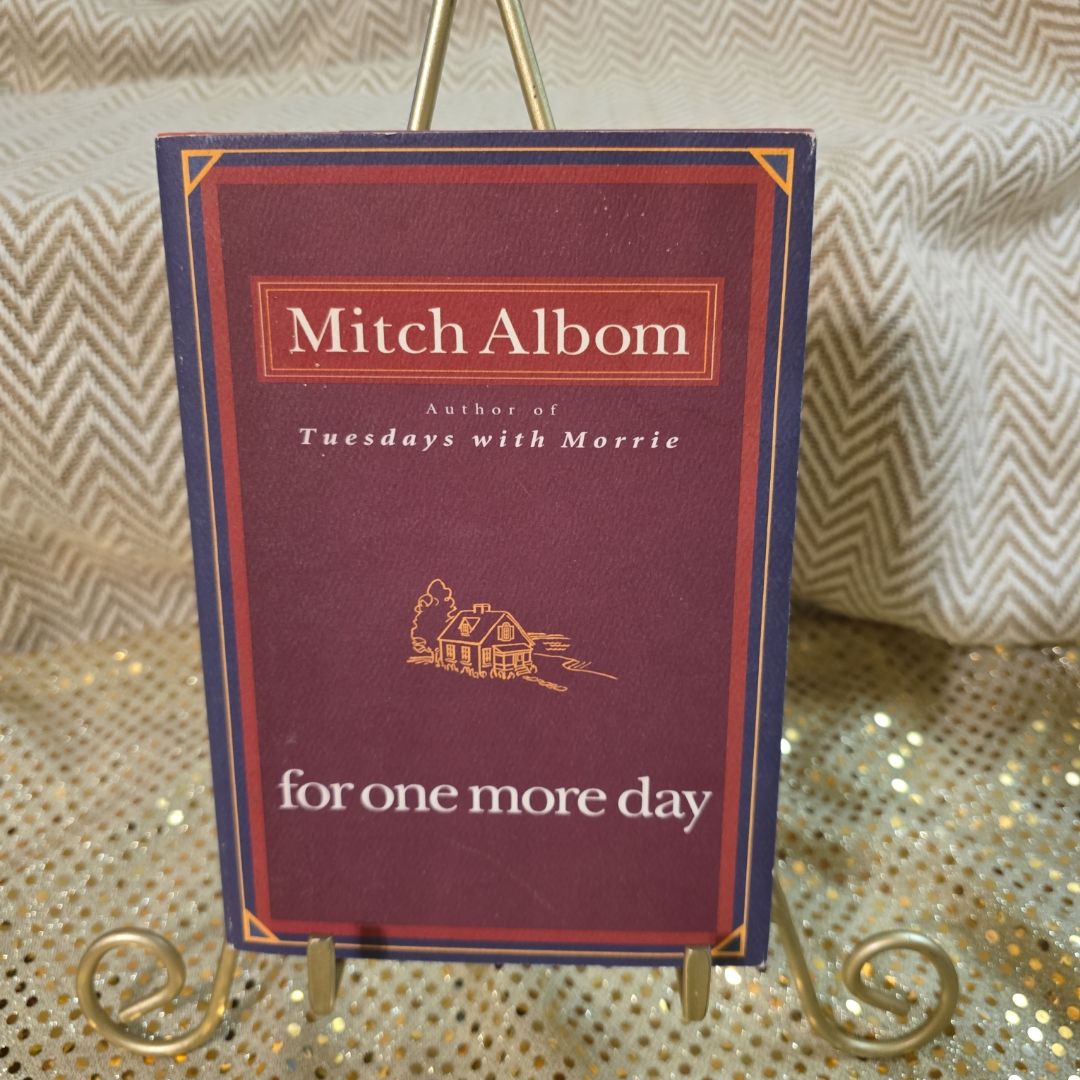 Mitch Albom
Author of
Tuesdays with Morrie
for one more day